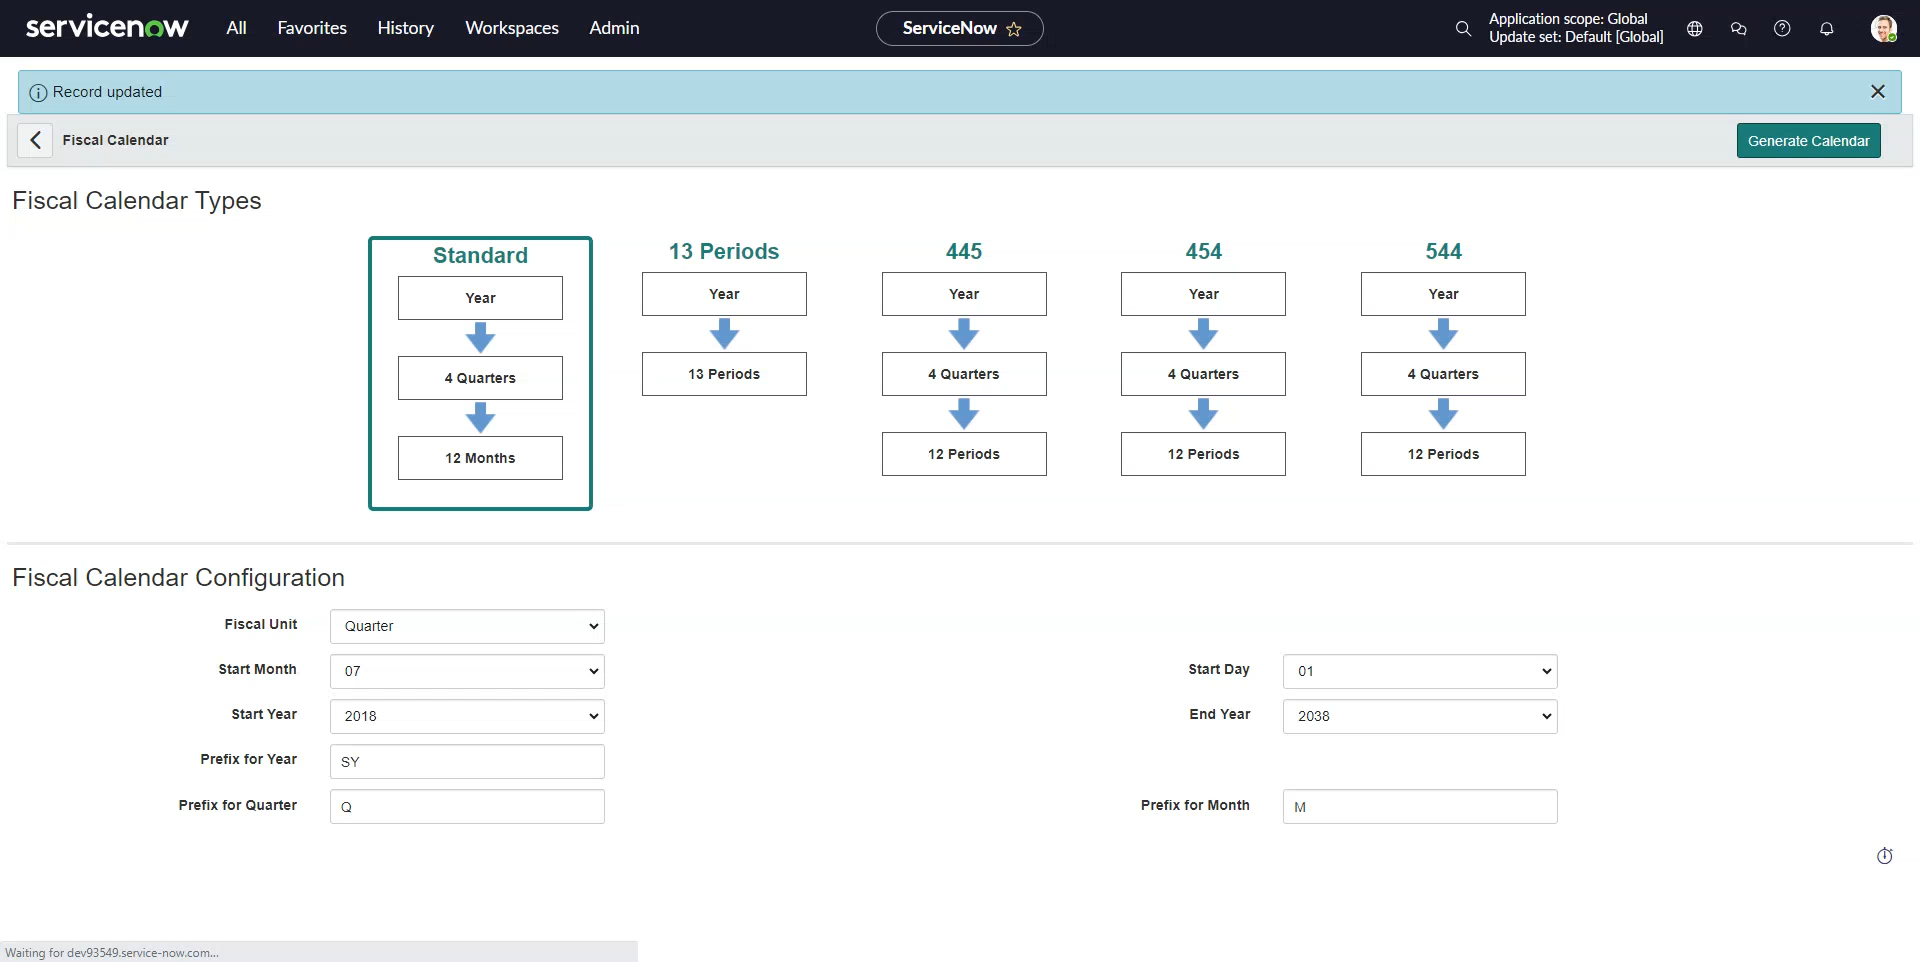 servicenow All Favorites History Workspaces Admin ServiceNow Application scope: Global
Update set: Default [Global]
Record updated
Fiscal Calendar Generate Calendar
Fiscal Calendar Types
Standard 13 Periods 445 454 544
Year Year Year Year Year
4 Quarters 13 Periods 4 Quarters 4 Quarters 4 Quarters
12 Months 12 Periods 12 Periods 12 Periods
Fiscal Calendar Configuration
Fiscal Unit Quarter
Start Month 07 Start Day 01
Start Year 2018 End Year 2038
Prefix for Year SY
Prefix for Quarter Q Prefix for Month M
Waiting for dev93549.service-now.com...